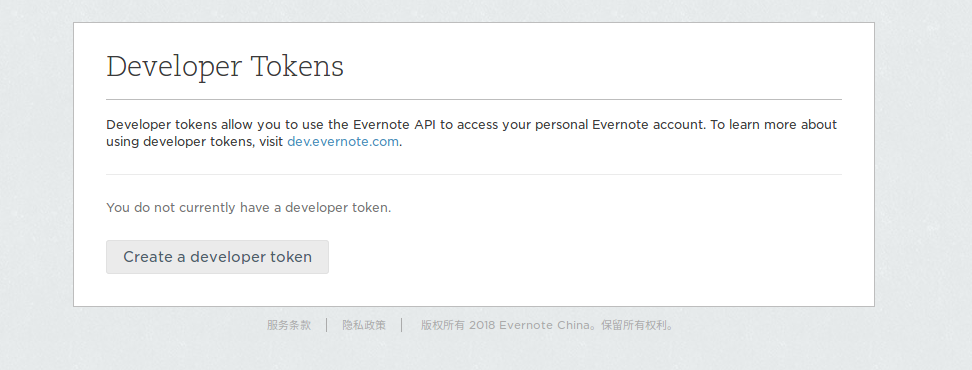 Developer Tokens
Developer tokens allow you to use the Evernote API to access your personal Evernote account. To learn more about
using developer tokens, visit dev.evernote.com.
You do not currently have a developer token.
Create a developer token
服务条款 | 隐私政策 | 版权所有 2018 Evernote China。保留所有权利。